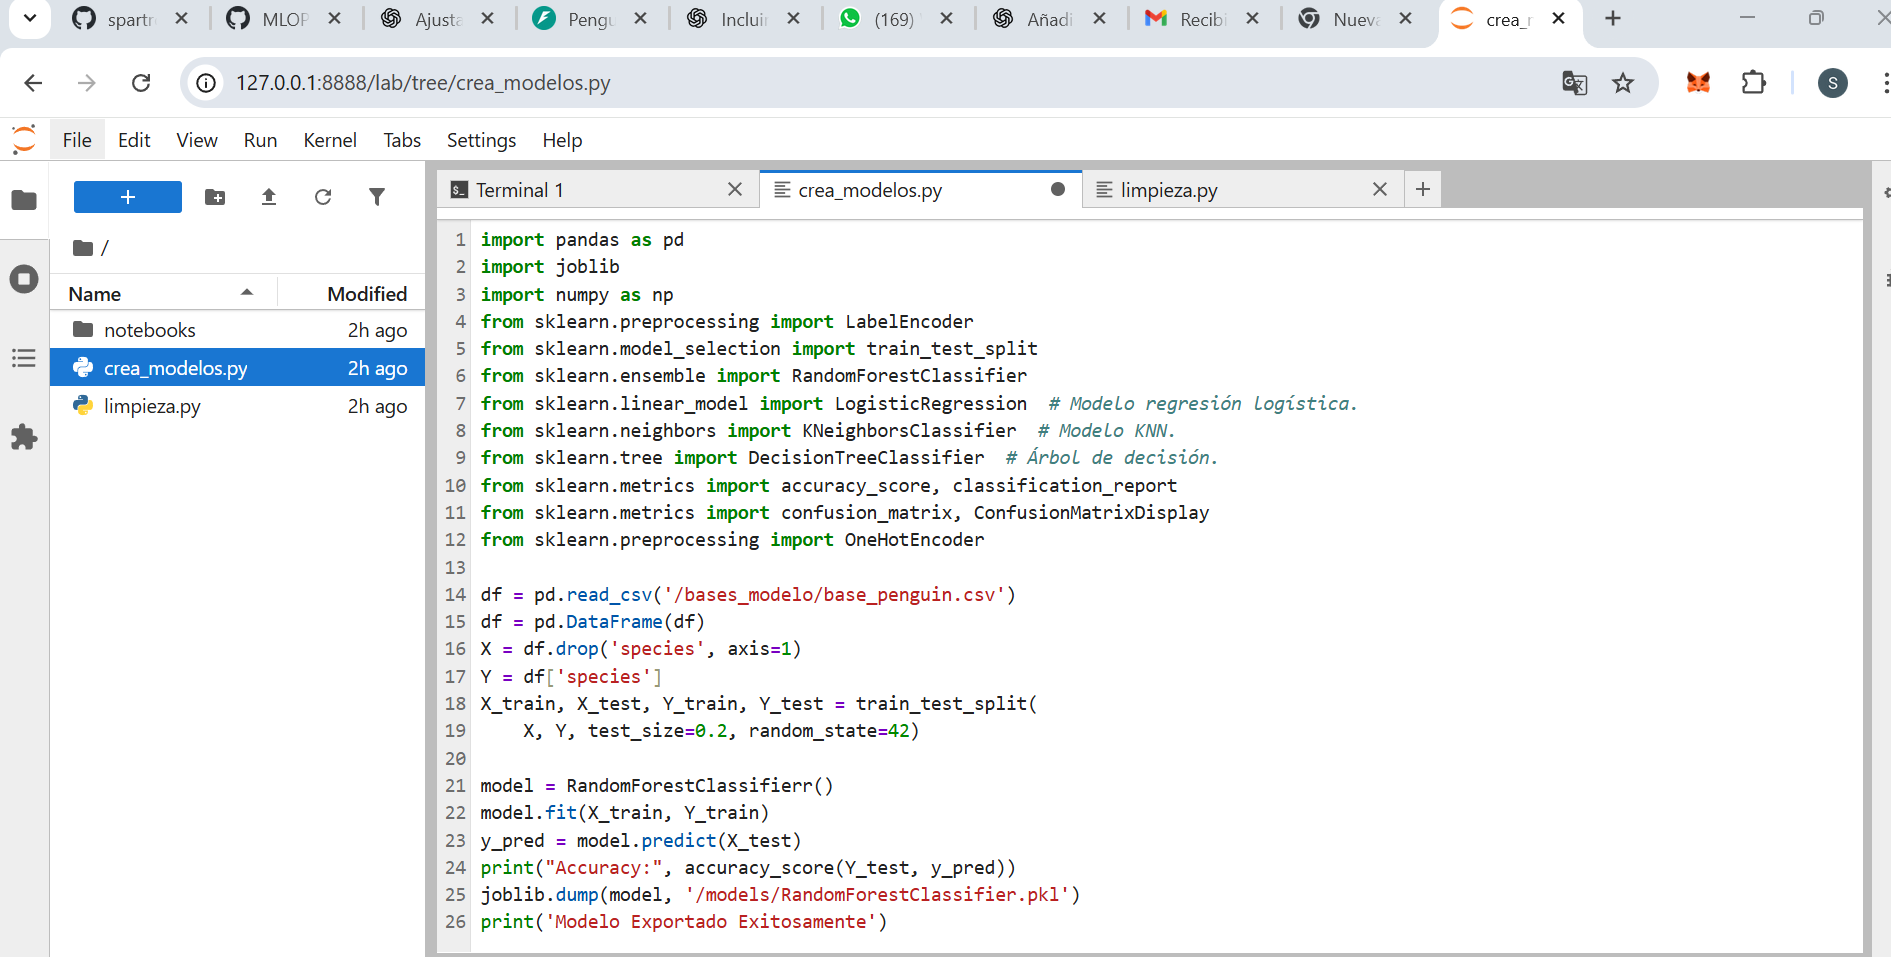 spartn
MLOP
Ajusta
Pengu
Inclui
(169)
Añadi
Recibi
Nueva
crea_r
127.0.0.1:8888/lab/tree/crea_modelos.py
S
File Edit View Run Kernel Tabs Settings Help
Terminal 1
crea_modelos.py
limpieza.py
/
Name Modified
notebooks 2h ago
crea_modelos.py 2h ago
limpieza.py 2h ago
1 import pandas as pd
2 import joblib
3 import numpy as np
4 from sklearn.preprocessing import LabelEncoder
5 from sklearn.model_selection import train_test_split
6 from sklearn.ensemble import RandomForestClassifier
7 from sklearn.linear_model import LogisticRegression # Modelo regresión logística.
8 from sklearn.neighbors import KNeighborsClassifier # Modelo KNN.
9 from sklearn.tree import DecisionTreeClassifier # Árbol de decisión.
10 from sklearn.metrics import accuracy_score, classification_report
11 from sklearn.metrics import confusion_matrix, ConfusionMatrixDisplay
12 from sklearn.preprocessing import OneHotEncoder
13
14 df = pd.read_csv('/bases_modelo/base_penguin.csv')
15 df = pd.DataFrame(df)
16 X = df.drop('species', axis=1)
17 Y = df['species']
18 X_train, X_test, Y_train, Y_test = train_test_split(
19     X, Y, test_size=0.2, random_state=42)
20
21 model = RandomForestClassifierr()
22 model.fit(X_train, Y_train)
23 y_pred = model.predict(X_test)
24 print("Accuracy:", accuracy_score(Y_test, y_pred))
25 joblib.dump(model, '/models/RandomForestClassifier.pkl')
26 print('Modelo Exportado Exitosamente')